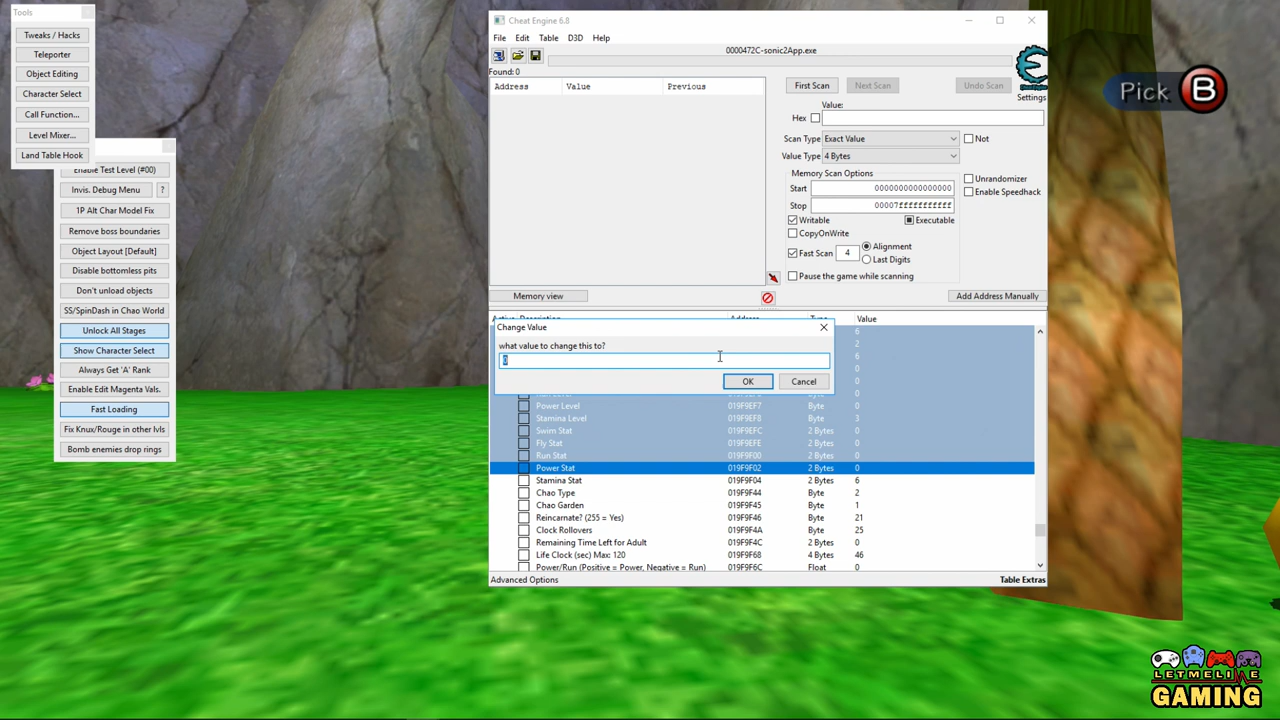 Tools
Tweaks / Hacks
Teleporter
Object Editing
Character Select
Call Function...
Level Mixer...
Land Table Hook
Enable Test Level (#00)
Invis. Debug Menu ?
1P Alt Char Model Fix
Remove boss boundaries
Object Layout [Default]
Disable bottomless pits
Don't unload objects
SS/SpinDash in Chao World
Unlock All Stages
Show Character Select
Always Get 'A' Rank
Enable Edit Magenta Vals.
Fast Loading
Fix Knux/Rouge in other lvls
Bomb enemies drop rings
Cheat Engine 6.8
File Edit Table D3D Help
0000472C-sonic2App.exe
Found: 0
Address Value Previous
First Scan Next Scan Undo Scan
Settings
Value:
Hex
Scan Type Exact Value Not
Value Type 4 Bytes
Memory Scan Options
Start 0000000000000000
Stop 00007fffffffffff
Unrandomizer
Enable Speedhack
Writable Executable
CopyOnWrite
Fast Scan 4 Alignment
Last Digits
Pause the game while scanning
Memory view Add Address Manually
Value
6
2
6
0
0
0
Change Value
what value to change this to?
0
OK Cancel
Power Level 019F9EF7 Byte 0
Stamina Level 019F9EF8 Byte 3
Swim Stat 019F9EFC 2 Bytes 0
Fly Stat 019F9EFE 2 Bytes 0
Run Stat 019F9F00 2 Bytes 0
Power Stat 019F9F02 2 Bytes 0
Stamina Stat 019F9F04 2 Bytes 6
Chao Type 019F9F44 Byte 2
Chao Garden 019F9F45 Byte 1
Reincarnate? (255 = Yes) 019F9F46 Byte 21
Clock Rollovers 019F9F4A Byte 25
Remaining Time Left for Adult 019F9F4C 2 Bytes 0
Life Clock (sec) Max: 120 019F9F68 4 Bytes 46
Power/Run (Positive = Power, Negative = Run) 019F9F6C Float 0
Advanced Options Table Extras
Pick B
LETMELIVE
GAMING